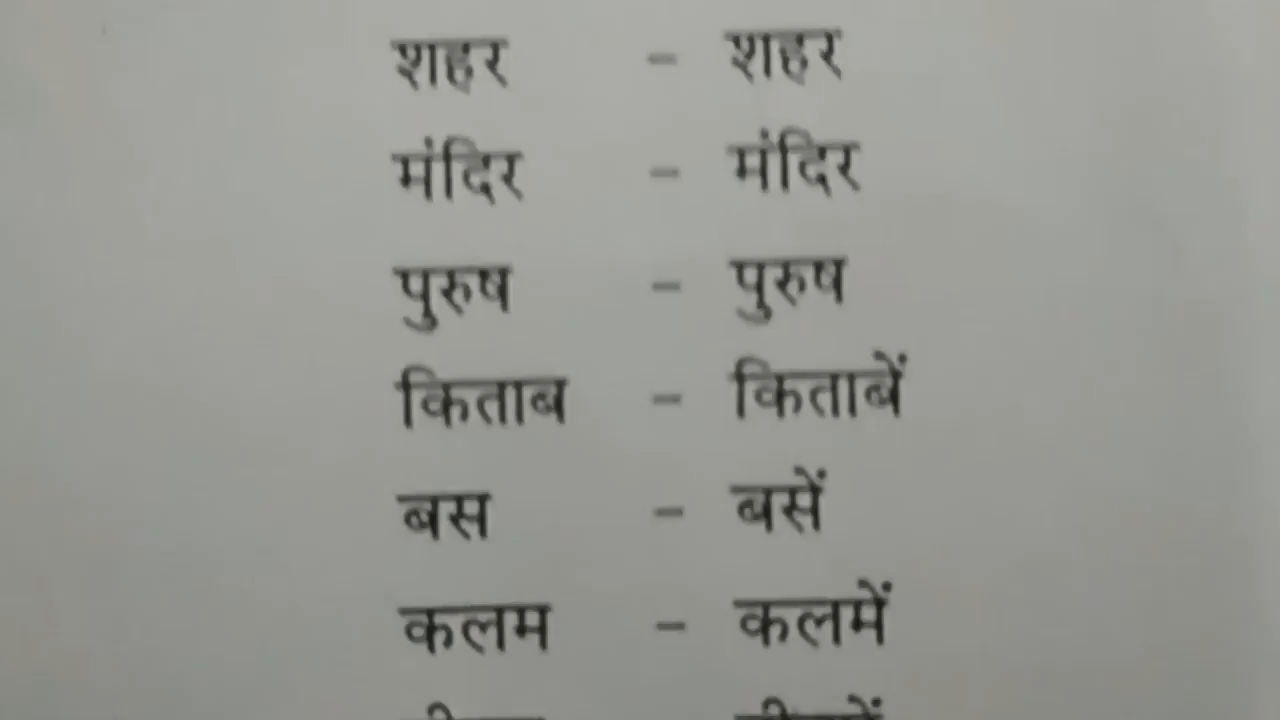 शहर - शहर
मंदिर - मंदिर
पुरुष - पुरुष
किताब - किताबें
बस - बसें
कलम - कलमें